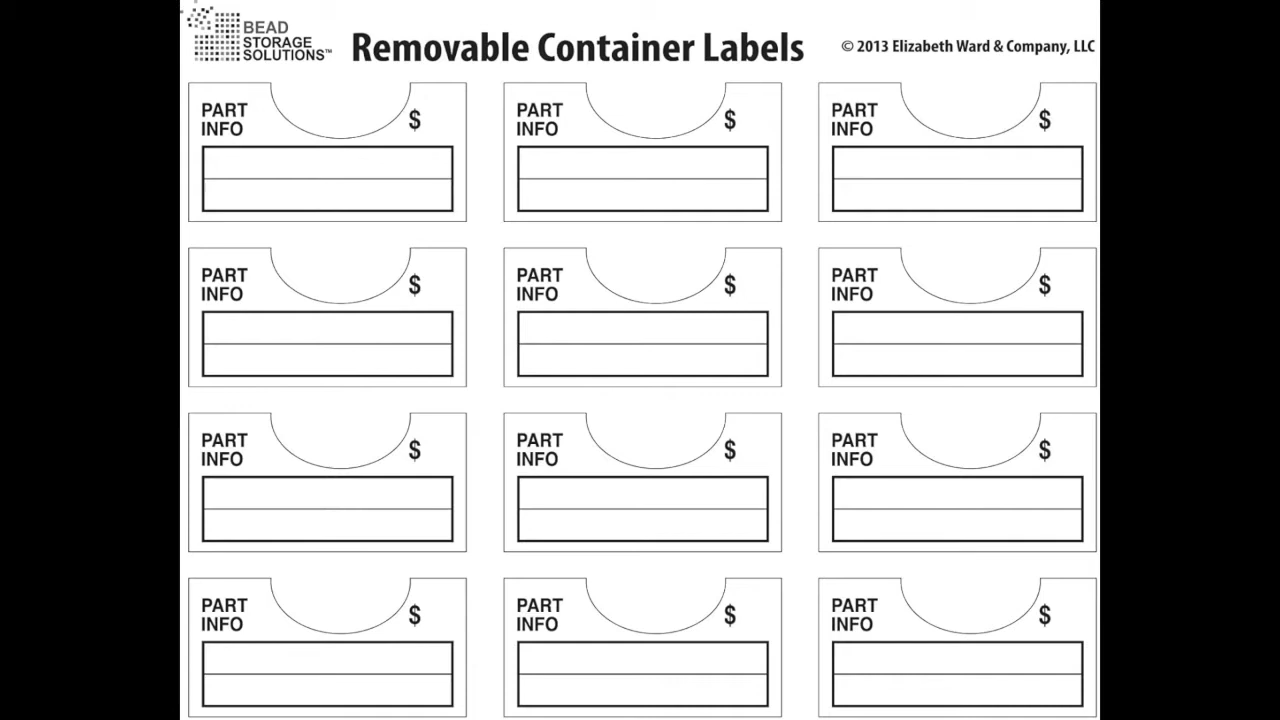 BEAD
STORAGE
SOLUTIONS™
Removable Container Labels
© 2013 Elizabeth Ward & Company, LLC
PART
INFO
$
PART
INFO
$
PART
INFO
$
PART
INFO
$
PART
INFO
$
PART
INFO
$
PART
INFO
$
PART
INFO
$
PART
INFO
$
PART
INFO
$
PART
INFO
$
PART
INFO
$